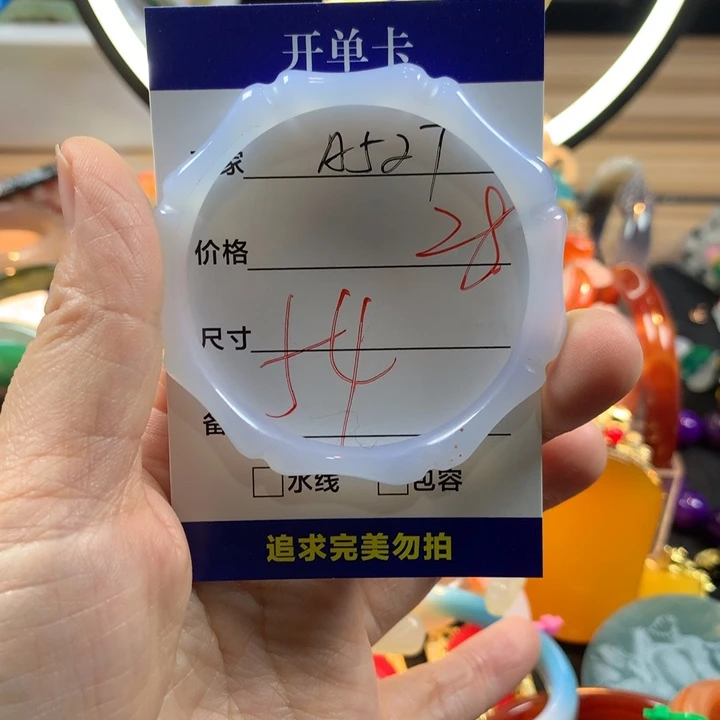 开单卡
家 A527
价格 28
尺寸 54
备
水线 包容
追求完美勿拍